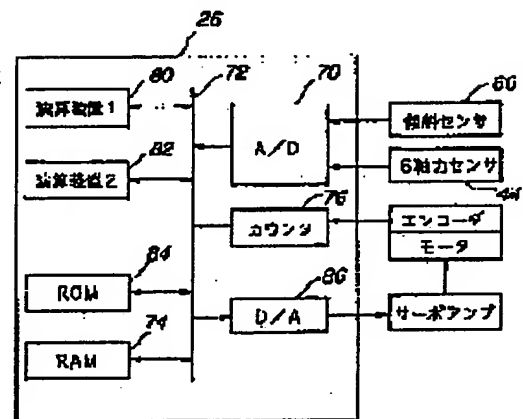 26
80
72
70
60
演算装置1
A/D
傾斜センサ
82
演算装置2
6軸力センサ
44
76
カウンタ
エンコーダ
モータ
84
ROM
86
D/A
サーボアンプ
74
RAM